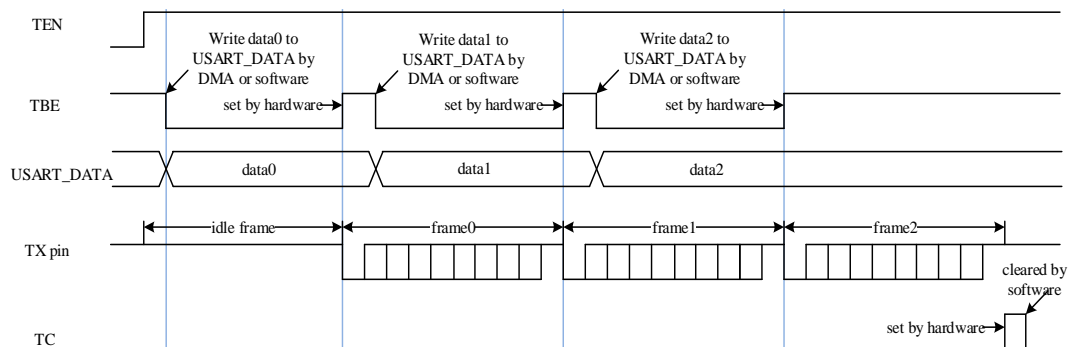 TEN
Write data0 to
USART_DATA by
DMA or software
Write data1 to
USART_DATA by
DMA or software
Write data2 to
USART_DATA by
DMA or software
TBE
set by hardware
set by hardware
set by hardware
USART_DATA
data0
data1
data2
idle frame
frame0
frame1
frame2
TX pin
cleared by
software
set by hardware
TC